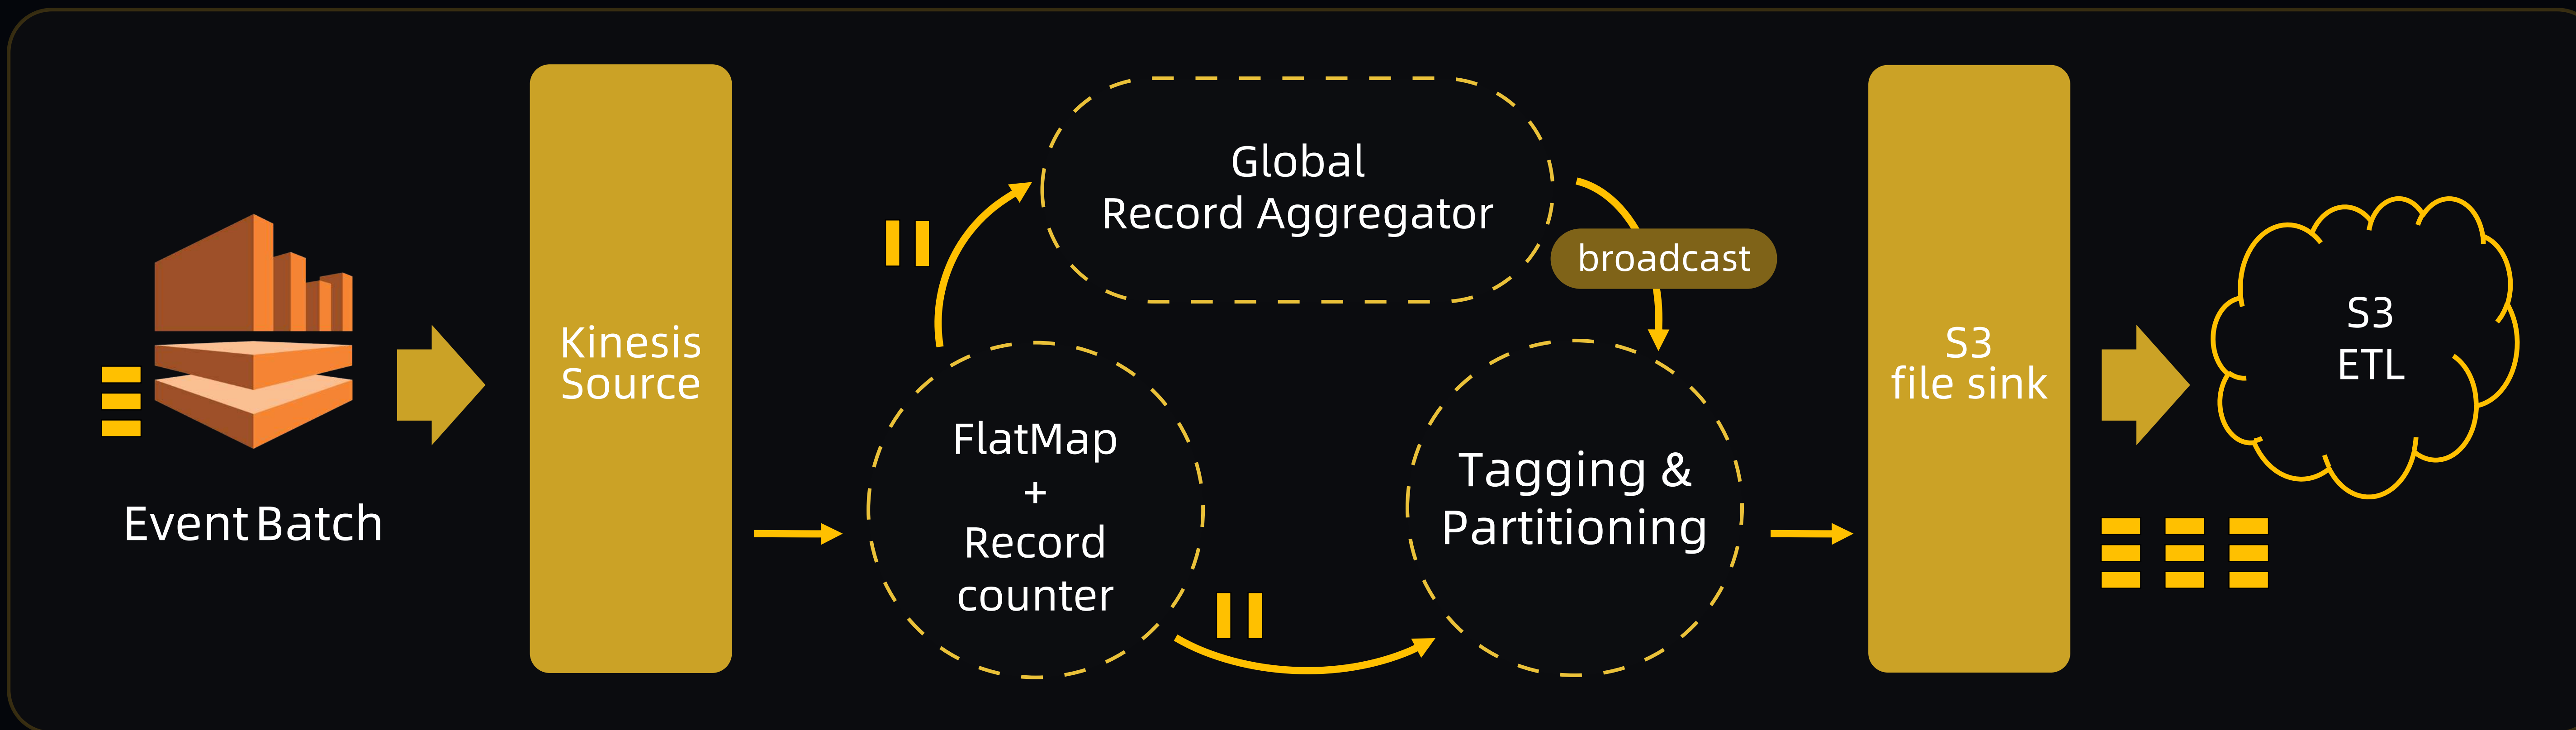 Event Batch
Kinesis
Source
FlatMap
+
Record
counter
Global
Record Aggregator
broadcast
Tagging &
Partitioning
S3
file sink
S3
ETL